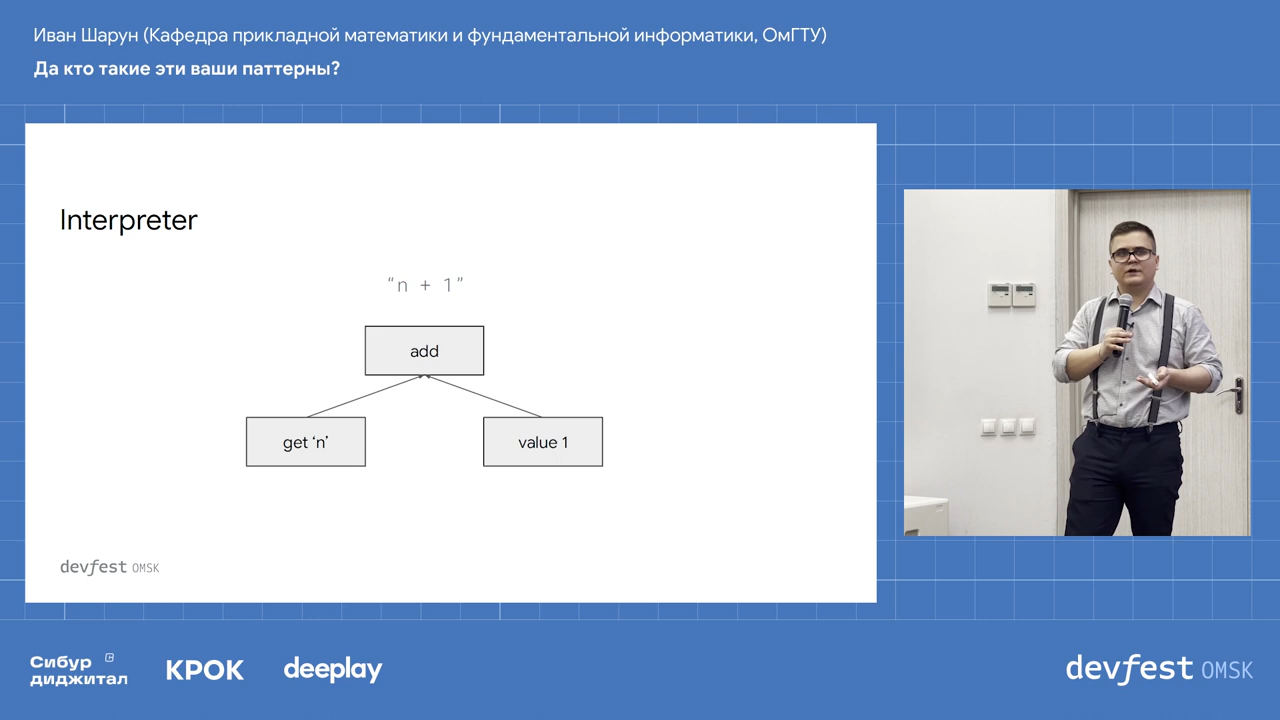 Иван Шарун (Кафедра прикладной математики и фундаментальной информатики, ОмГТУ)
Да кто такие эти ваши паттерны?
Interpreter
“n + 1”
add
get ‘n’
value 1
devfest OMSK
Сибур
диджитал
КРОК
deeplay
devfest OMSK